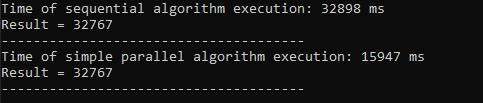 Time of sequential algorithm execution: 32898 ms
Result = 32767
--------------------------------------
Time of simple parallel algorithm execution: 15947 ms
Result = 32767
--------------------------------------